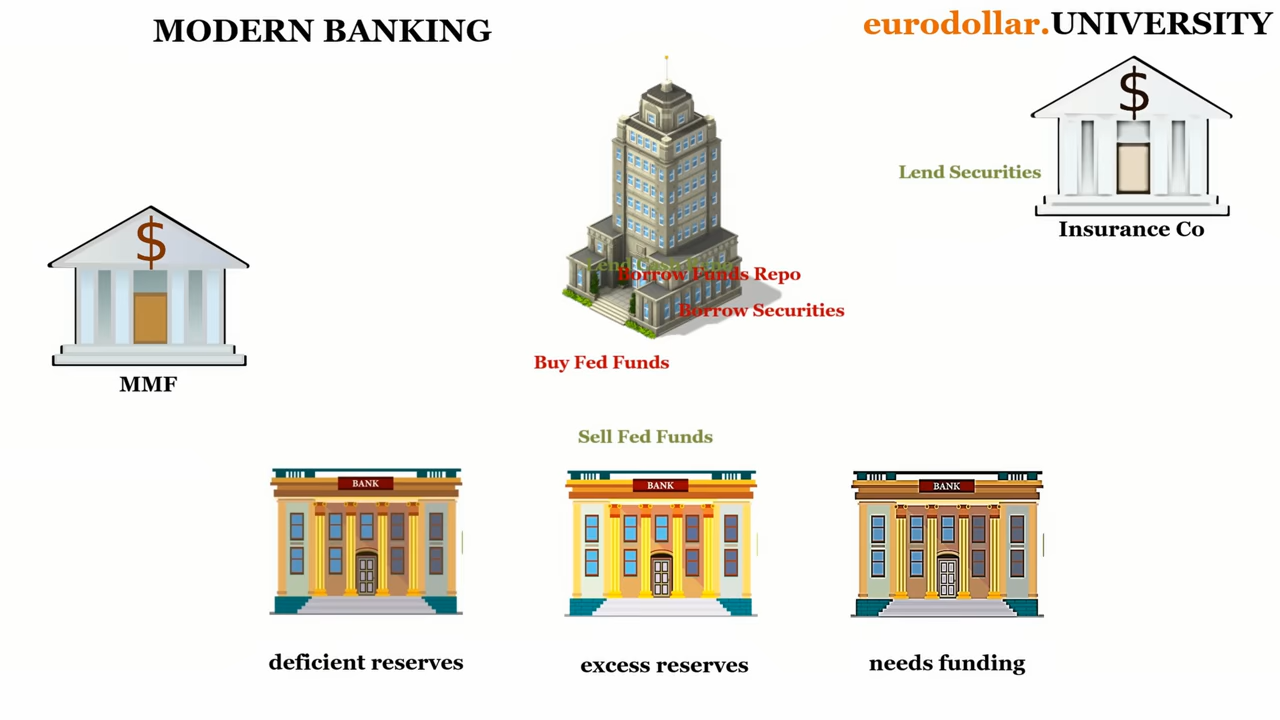 MODERN BANKING
eurodollar.UNIVERSITY
$
Lend Securities
Insurance Co
$
MMF
Borrow Funds Repo
Borrow Securities
Buy Fed Funds
Sell Fed Funds
BANK
BANK
BANK
deficient reserves
excess reserves
needs funding